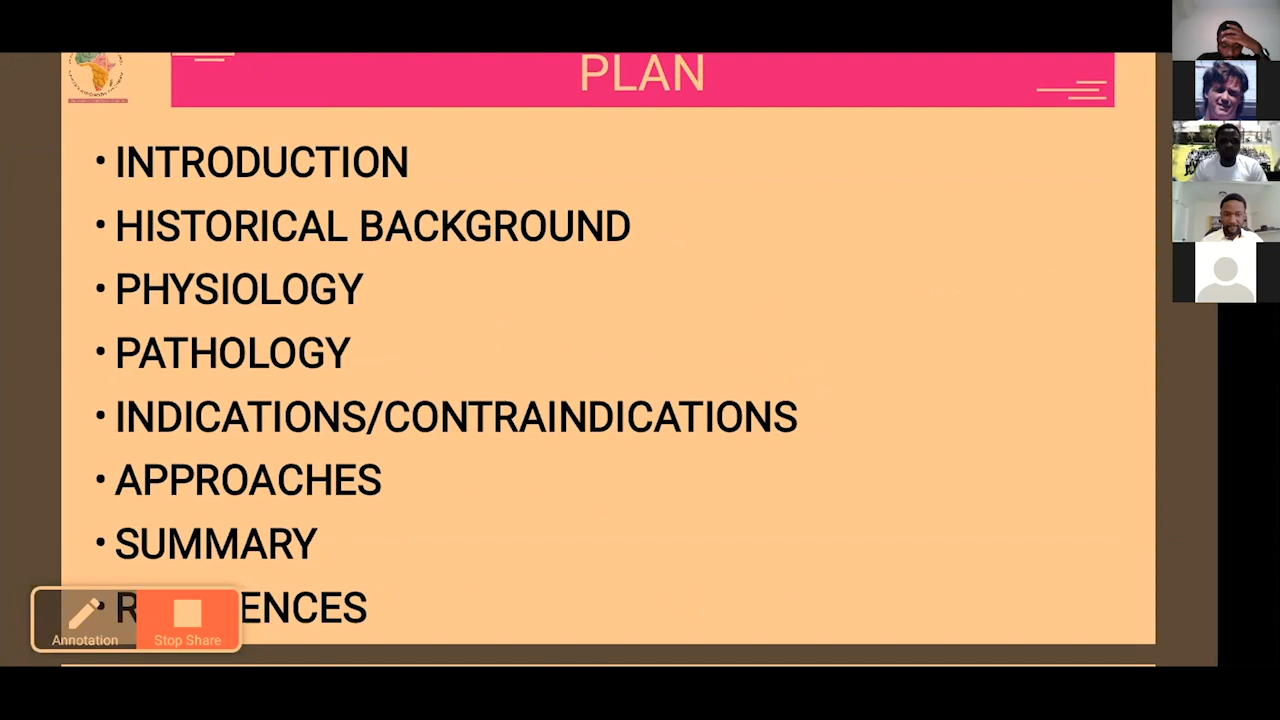 PLAN
• INTRODUCTION
• HISTORICAL BACKGROUND
• PHYSIOLOGY
• PATHOLOGY
• INDICATIONS/CONTRAINDICATIONS
• APPROACHES
• SUMMARY
Annotation
Stop Share